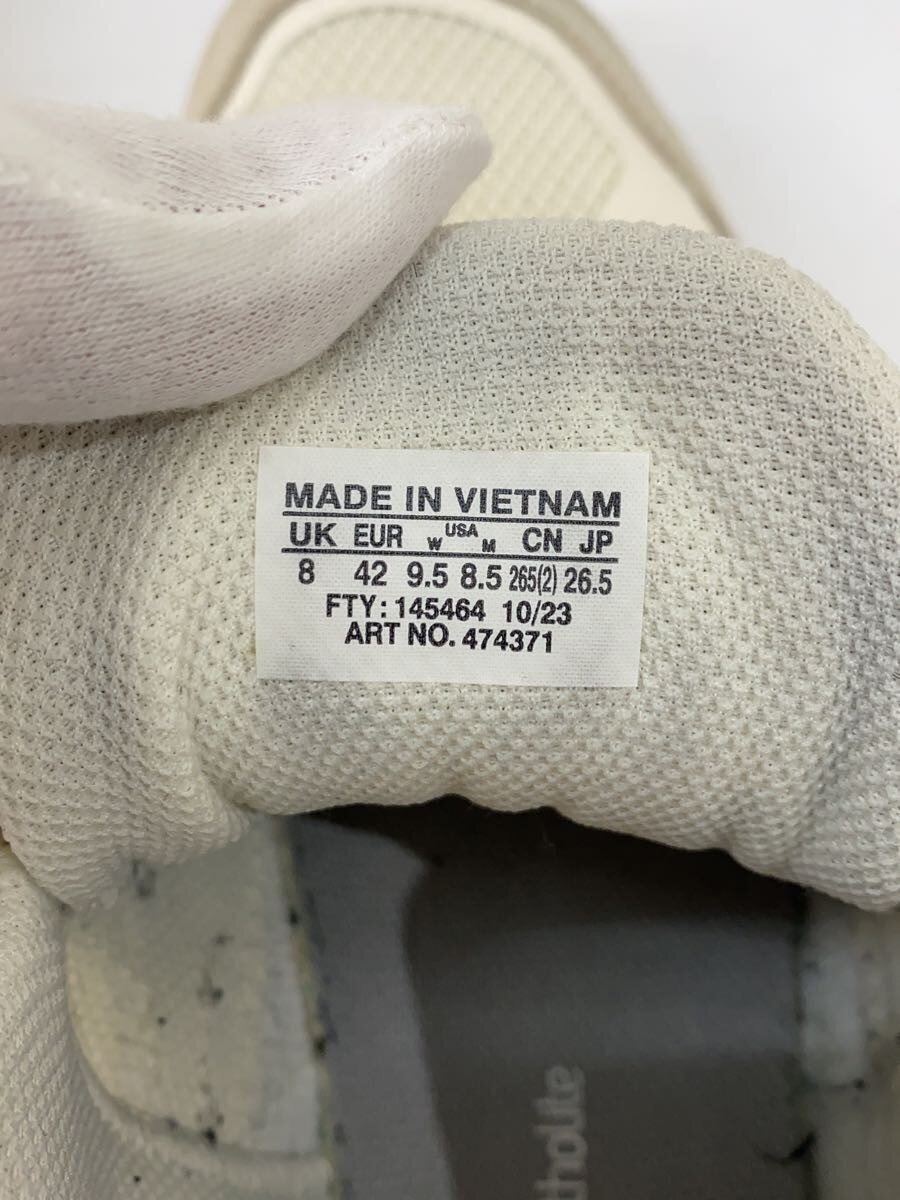 MADE IN VIETNAM
UK EUR W USA M CN JP
8 42 9.5 8.5 265(2) 26.5
FTY: 145464 10/23
ART NO. 474371
tholite